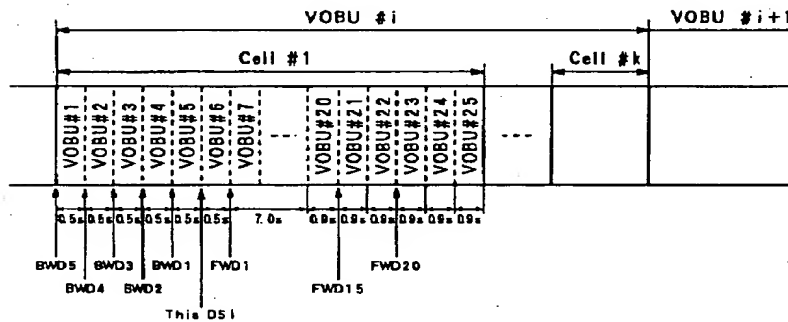 VOBU #i VOBU #i+1
Cell #1 Cell #k
VOBU#1 VOBU#2 VOBU#3 VOBU#4 VOBU#5 VOBU#6 VOBU#7 --- VOBU#20 VOBU#21 VOBU#22 VOBU#23 VOBU#24 VOBU#25 ---
0.5s 0.5s 0.5s 0.5s 0.5s 0.5s 7.0s 0.9s 0.9s 0.9s 0.9s 0.9s 0.9s
BWD5 BWD3 BWD1 FWD1 FWD20
BWD4 BWD2 FWD15
This DSI